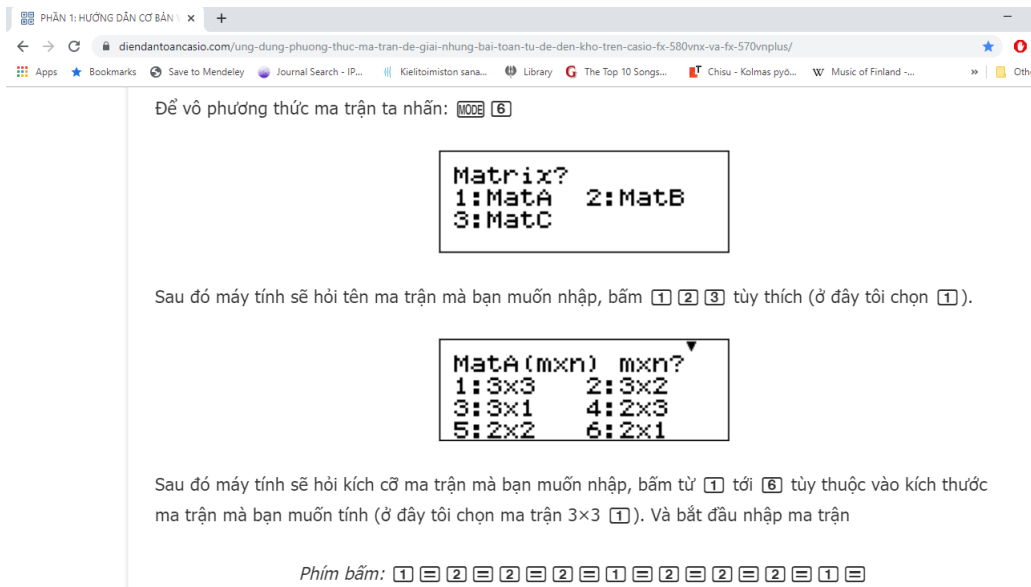 PHẦN 1: HƯỚNG DẪN CƠ BẢN
diendantoancasio.com/ung-dung-phuong-thuc-ma-tran-de-giai-nhung-bai-toan-tu-de-den-kho-tren-casio-fx-580vnx-va-fx-570vnplus/
Apps Bookmarks Save to Mendeley Journal Search - IP... Kielitoimiston sana... Library The Top 10 Songs... Chisu - Kolmas pyö... Music of Finland -... » Oth
Để vô phương thức ma trận ta nhấn: MODE 6
Matrix?
1:MatA 2:MatB
3:MatC
Sau đó máy tính sẽ hỏi tên ma trận mà bạn muốn nhập, bấm 1 2 3 tùy thích (ở đây tôi chọn 1).
MatA(m×n) m×n?
1:3×3 2:3×2
3:3×1 4:2×3
5:2×2 6:2×1
Sau đó máy tính sẽ hỏi kích cỡ ma trận mà bạn muốn nhập, bấm từ 1 tới 6 tùy thuộc vào kích thước
ma trận mà bạn muốn tính (ở đây tôi chọn ma trận 3×3 1). Và bắt đầu nhập ma trận
Phím bấm: 1 = 2 = 2 = 2 = 1 = 2 = 2 = 2 = 1 =